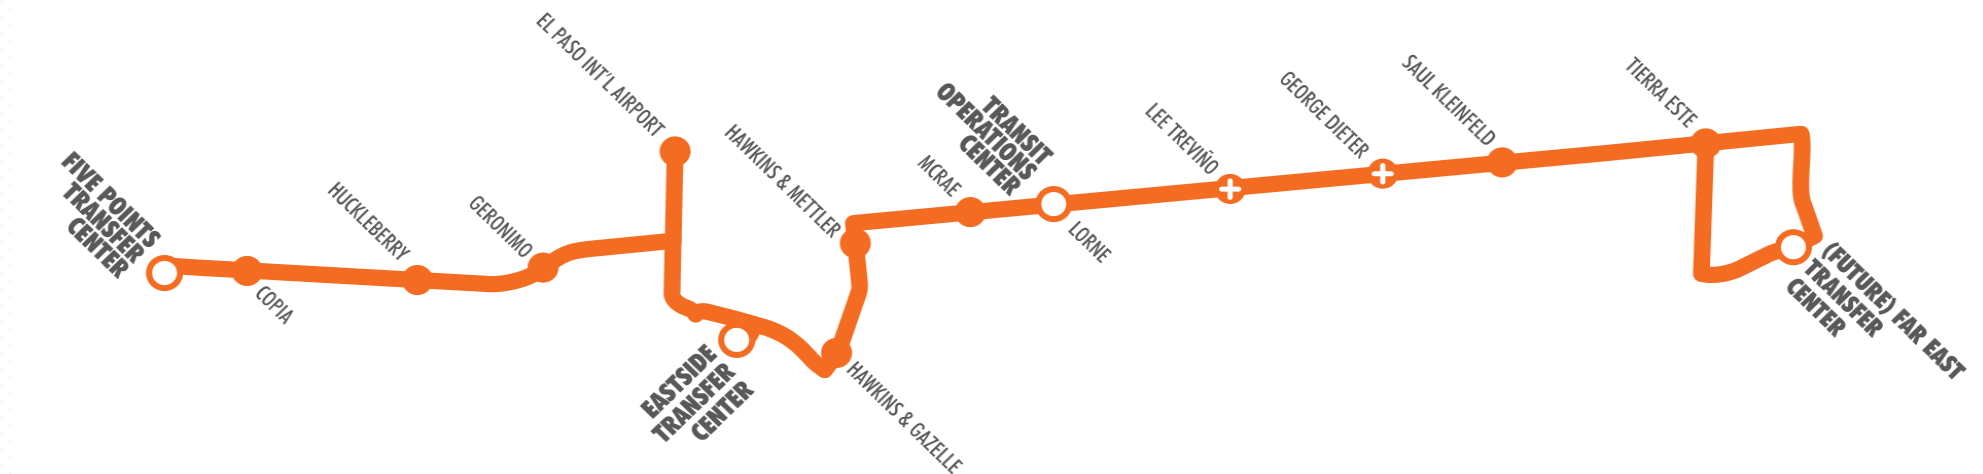 FIVE POINTS
TRANSFER
CENTER
COPIA
HUCKLEBERRY
GERONIMO
EL PASO INT'L AIRPORT
EASTSIDE
TRANSFER
CENTER
HAWKINS & METTLER
HAWKINS & GAZELLE
MCRAE
TRANSIT
OPERATIONS
CENTER
LORNE
LEE TREVIÑO
GEORGE DIETER
SAUL KLEINFELD
TIERRA ESTE
(FUTURE) FAR EAST
TRANSFER
CENTER